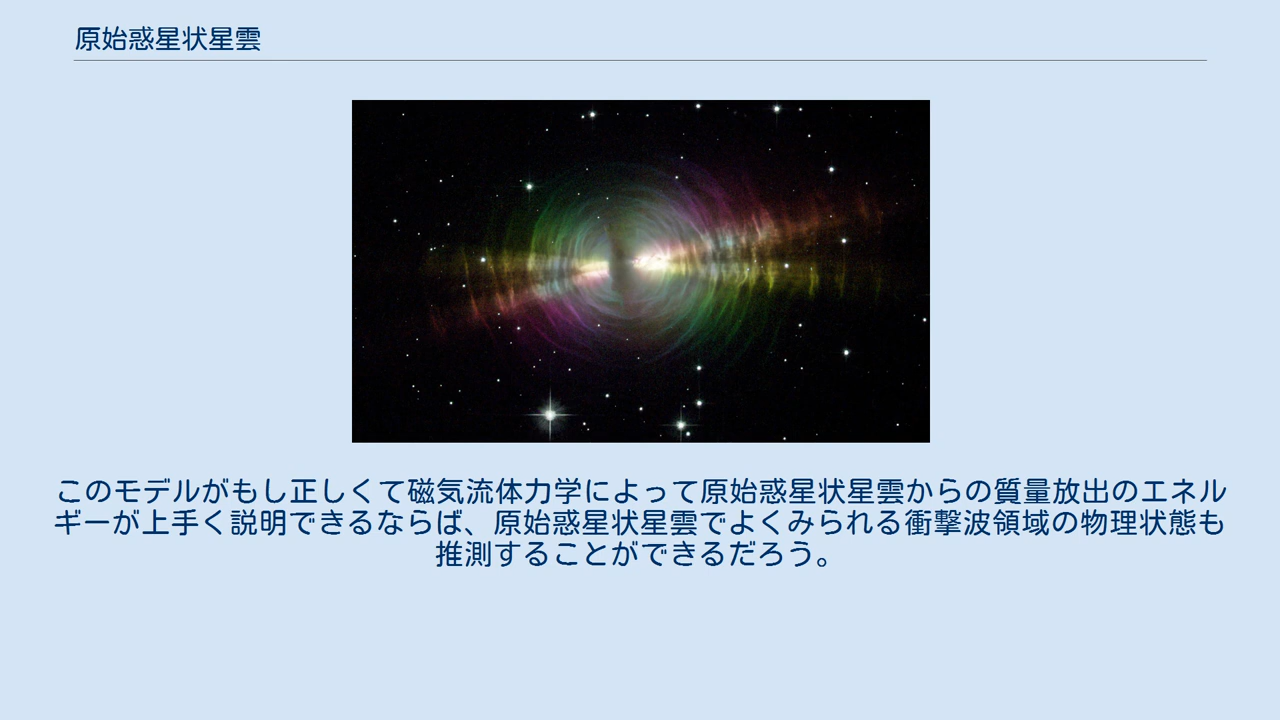 原始惑星状星雲
このモデルがもし正しくて磁気流体力学によって原始惑星状星雲からの質量放出のエネル
ギーが上手く説明できるならば、原始惑星状星雲でよくみられる衝撃波領域の物理状態も
推測することができるだろう。